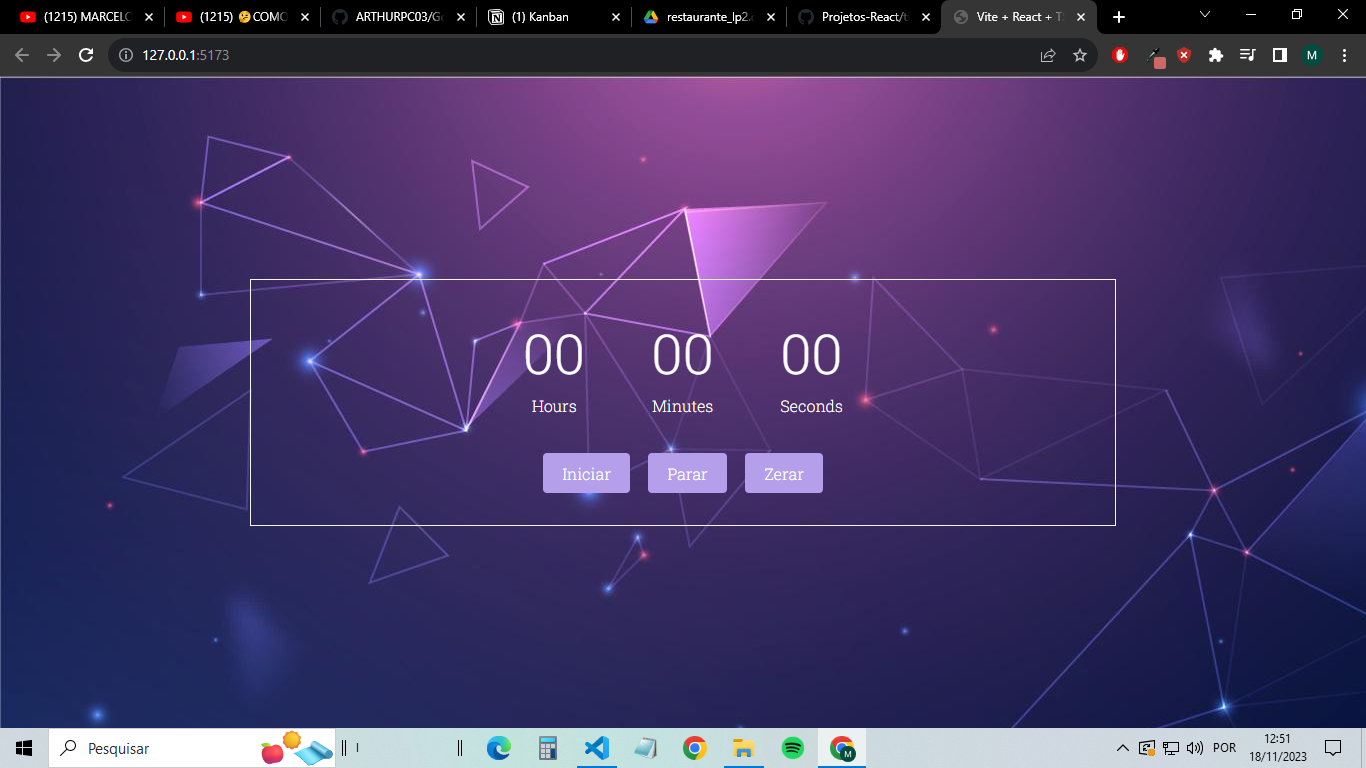 (1215) MARCELO
(1215) 🤔COMO
ARTHURPC03/G
(1) Kanban
restaurante_lp2.
Projetos-React/t
Vite + React + T
127.0.0.1:5173
M
00 00 00
Hours Minutes Seconds
Iniciar Parar Zerar
Pesquisar
M
POR
12:51
18/11/2023